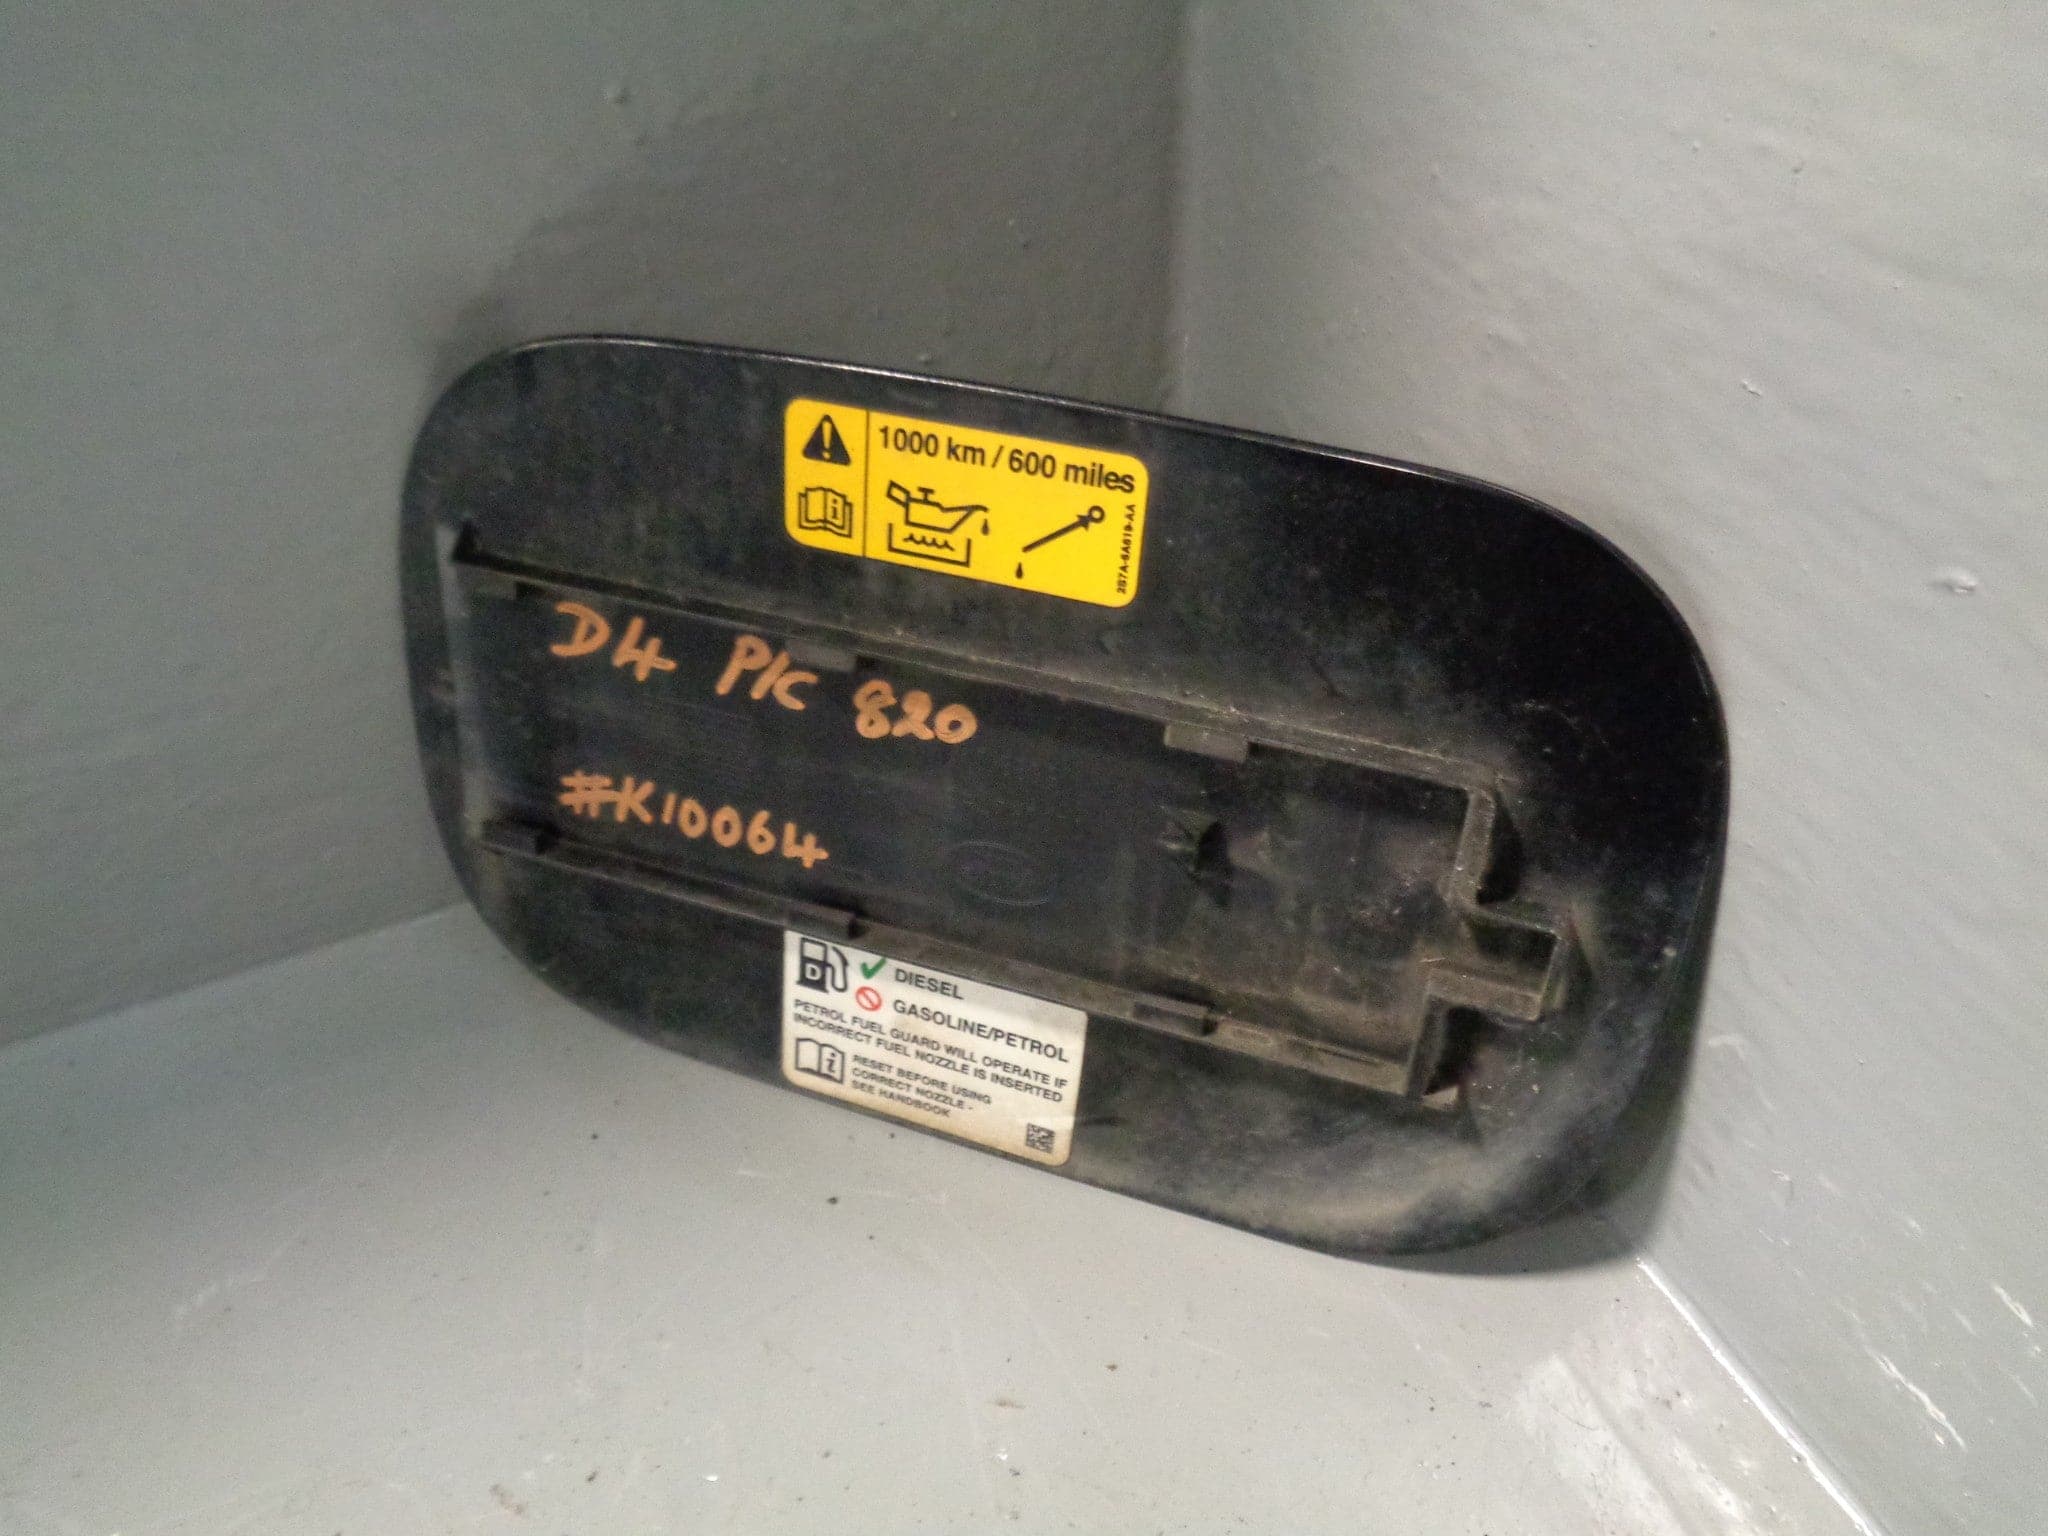 1000 km / 600 miles
2S7A-6A619-AA
D4 P/C 820
#K10064
D
DIESEL
GASOLINE/PETROL
PETROL FUEL GUARD WILL OPERATE IF
INCORRECT FUEL NOZZLE IS INSERTED
RESET BEFORE USING
CORRECT NOZZLE -
SEE HANDBOOK